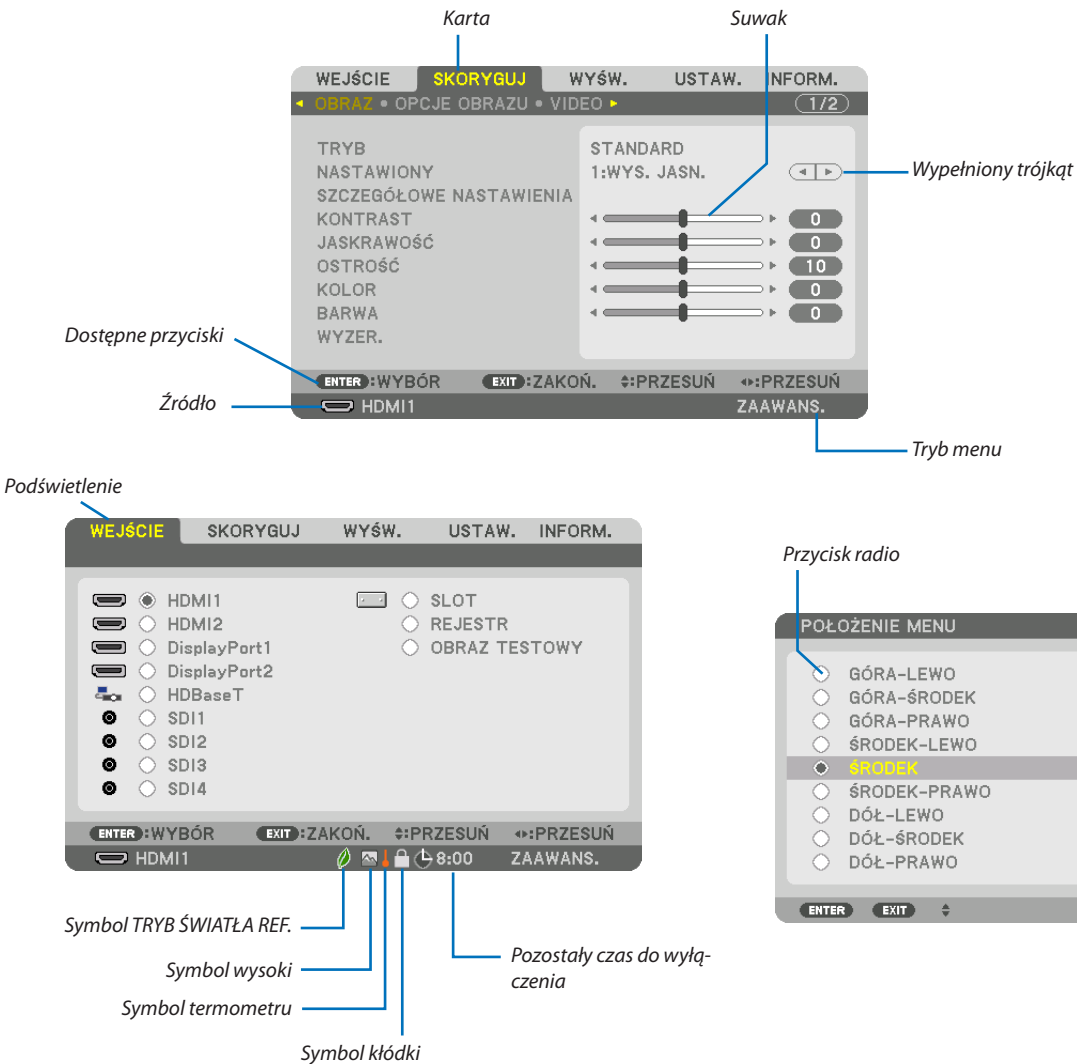 Karta
Suwak
WEJŚCIE SKORYGUJ WYŚW. USTAW. INFORM.
OBRAZ • OPCJE OBRAZU • VIDEO 1/2
TRYB STANDARD
NASTAWIONY 1:WYS. JASN.
Wypełniony trójkąt
SZCZEGÓŁOWE NASTAWIENIA
KONTRAST 0
JASKRAWOŚĆ 0
OSTROŚĆ 10
KOLOR 0
BARWA 0
WYZER.
Dostępne przyciski
ENTER:WYBÓR EXIT:ZAKOŃ. :PRZESUŃ :PRZESUŃ
Źródło
HDMI1 ZAAWANS.
Tryb menu
Podświetlenie
WEJŚCIE SKORYGUJ WYŚW. USTAW. INFORM.
HDMI1 SLOT
HDMI2 REJESTR
DisplayPort1 OBRAZ TESTOWY
DisplayPort2
HDBaseT
SDI1
SDI2
SDI3
SDI4
ENTER:WYBÓR EXIT:ZAKOŃ. :PRZESUŃ :PRZESUŃ
HDMI1 8:00 ZAAWANS.
Przycisk radio
POŁOŻENIE MENU
GÓRA-LEWO
GÓRA-ŚRODEK
GÓRA-PRAWO
ŚRODEK-LEWO
ŚRODEK
ŚRODEK-PRAWO
DÓŁ-LEWO
DÓŁ-ŚRODEK
DÓŁ-PRAWO
ENTER EXIT
Symbol TRYB ŚWIATŁA REF.
Symbol wysoki
Symbol termometru
Symbol kłódki
Pozostały czas do wyłą-
czenia